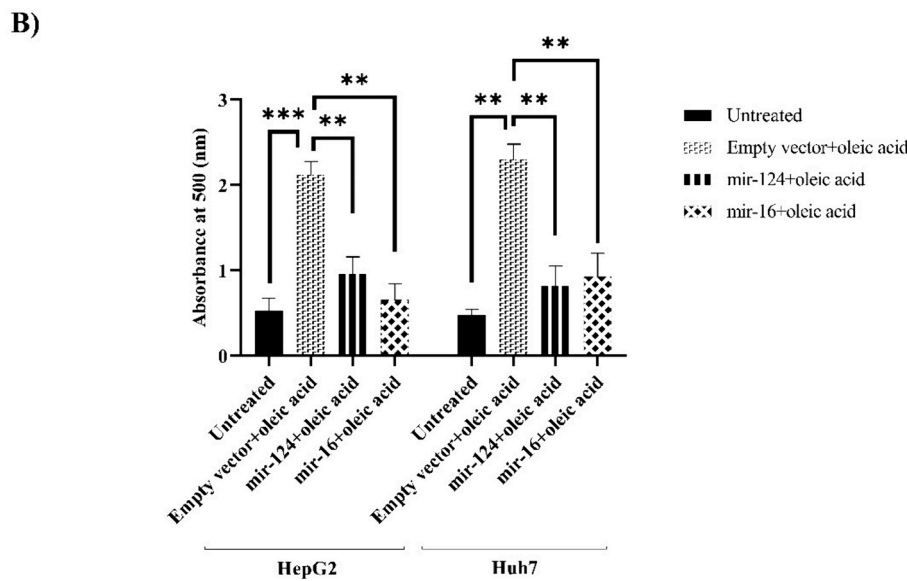 B)
**
**
***
**
**
**
3
2
1
0
Absorbance at 500 (nm)
Untreated
Empty vector+oleic acid
mir-124+oleic acid
mir-16+oleic acid
Untreated
Empty vector+oleic acid
mir-124+oleic acid
mir-16+oleic acid
Untreated
Empty vector+oleic acid
mir-124+oleic acid
mir-16+oleic acid
HepG2
Huh7